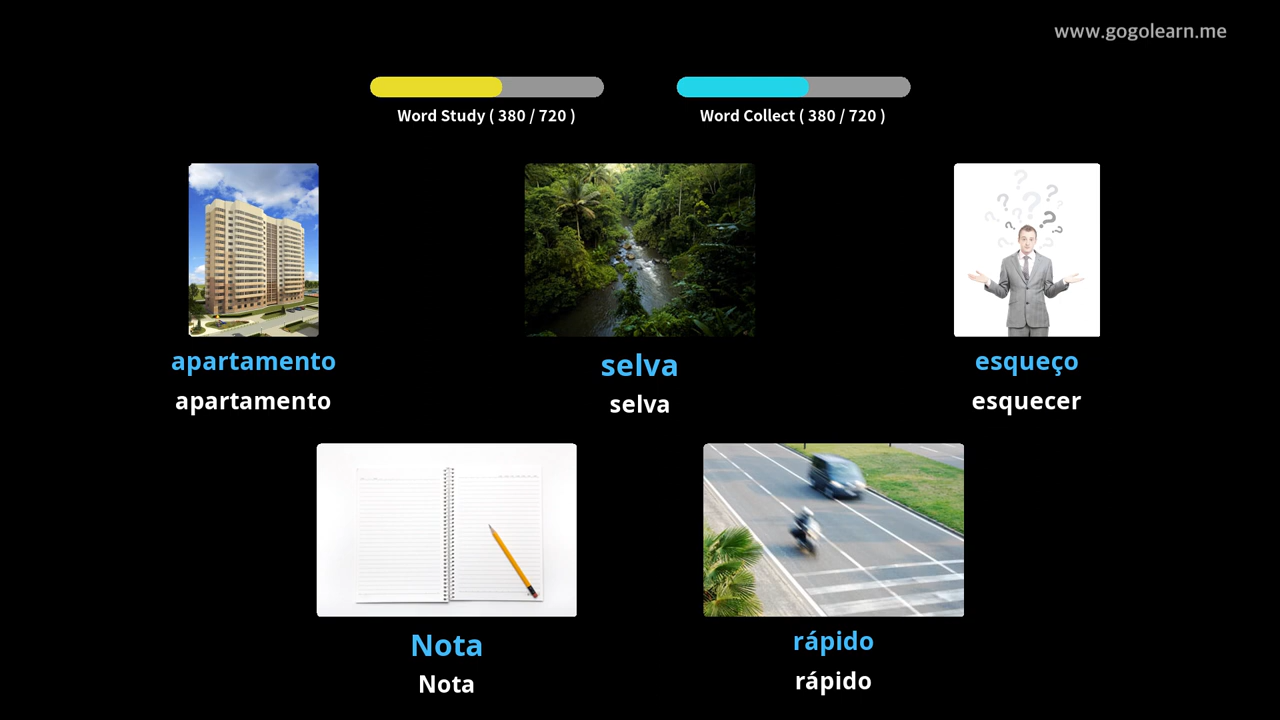 www.gogolearn.me
Word Study ( 380 / 720 )
Word Collect ( 380 / 720 )
apartamento
apartamento
selva
selva
esqueço
esquecer
Nota
Nota
rápido
rápido